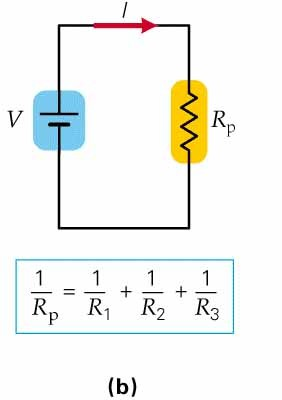 I
V
Rp
1/Rp = 1/R1 + 1/R2 + 1/R3
(b)